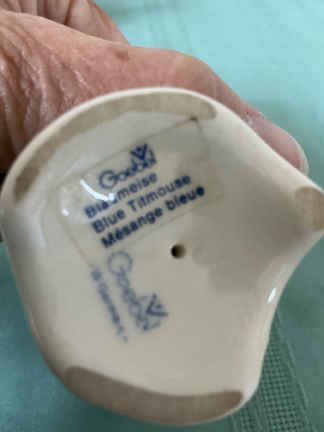 Goebel
Blaumeise
Blue Titmouse
Mésange bleue
Goebel
W. Germany